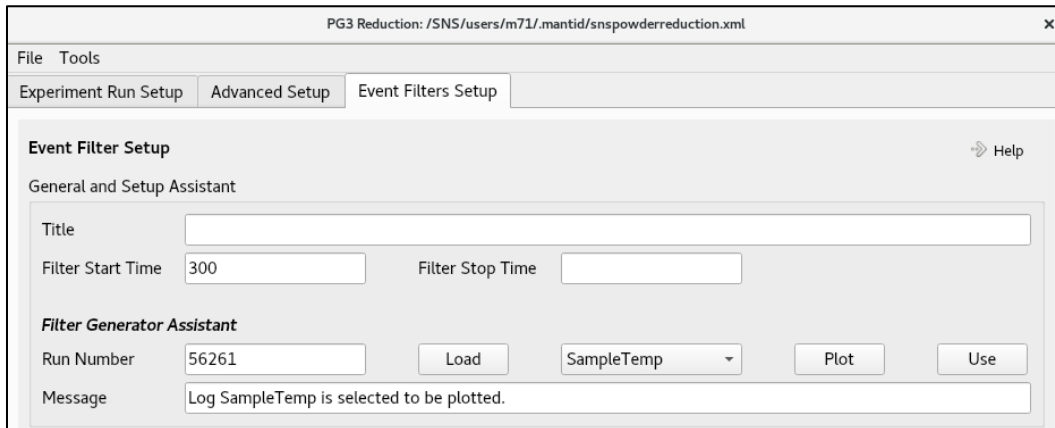 PG3 Reduction: /SNS/users/m71/.mantid/snspowderreduction.xml ×
File Tools
Experiment Run Setup Advanced Setup Event Filters Setup
Event Filter Setup Help
General and Setup Assistant
Title
Filter Start Time 300 Filter Stop Time
Filter Generator Assistant
Run Number 56261 Load SampleTemp Plot Use
Message Log SampleTemp is selected to be plotted.